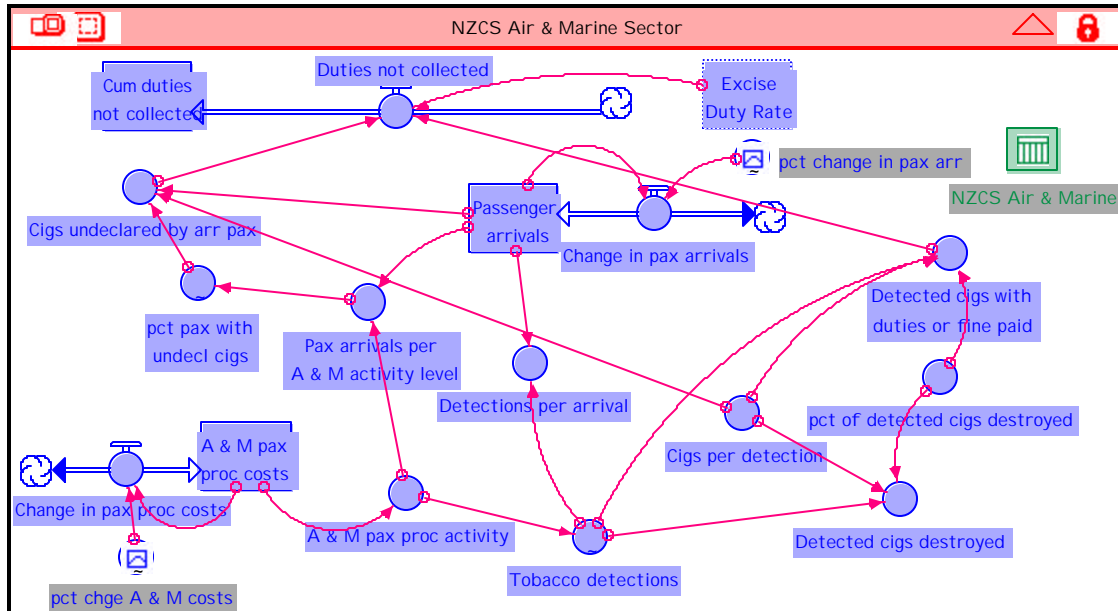 NZCS Air & Marine Sector
Cum duties
not collected
Duties not collected
Excise
Duty Rate
pct change in pax arr
NZCS Air & Marine
Passenger
arrivals
Cigs undeclared by arr pax
Change in pax arrivals
~
pct pax with
undecl cigs
Pax arrivals per
A & M activity level
Detected cigs with
duties or fine paid
Detections per arrival
pct of detected cigs destroyed
Cigs per detection
A & M pax
proc costs
Change in pax proc costs
A & M pax proc activity
Detected cigs destroyed
~
Tobacco detections
~
pct chge A & M costs